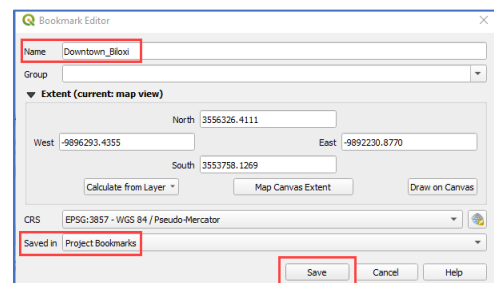 Bookmark Editor
Name Downtown_Biloxi
Group
Extent (current: map view)
North 3556326.4111
West -9896293.4355 East -9892230.8770
South 3553758.1269
Calculate from Layer Map Canvas Extent Draw on Canvas
CRS EPSG:3857 - WGS 84 / Pseudo-Mercator
Saved in Project Bookmarks
Save Cancel Help